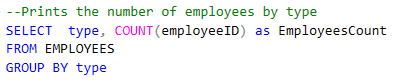 --Prints the number of employees by type
SELECT  type, COUNT(employeeID) as EmployeesCount
FROM EMPLOYEES
GROUP BY type